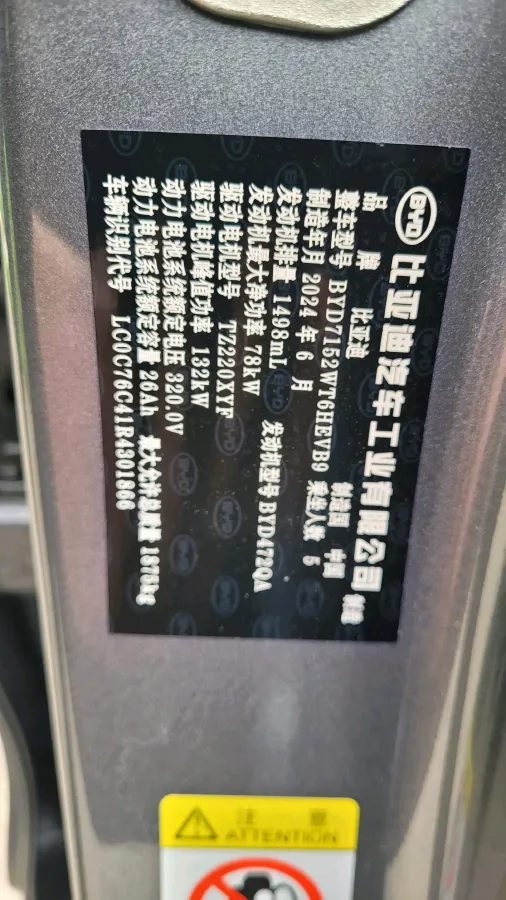 BYD 比亚迪汽车工业有限公司 制造
品 牌 比亚迪 制造国 中国
整车型号 BYD7152WT6HEVB9 乘坐人数 5
制造年月 2024 年 6 月
发动机排量 1498mL 发动机型号 BYD472QA
发动机最大净功率 78kW
驱动电机型号 TZ220XYF
驱动电机峰值功率 132kW
动力电池系统额定电压 320.0V
动力电池系统额定容量 26Ah 最大允许总质量 1875kg
车辆识别代号 LC0C76C41R4301866
注 意
ATTENTION